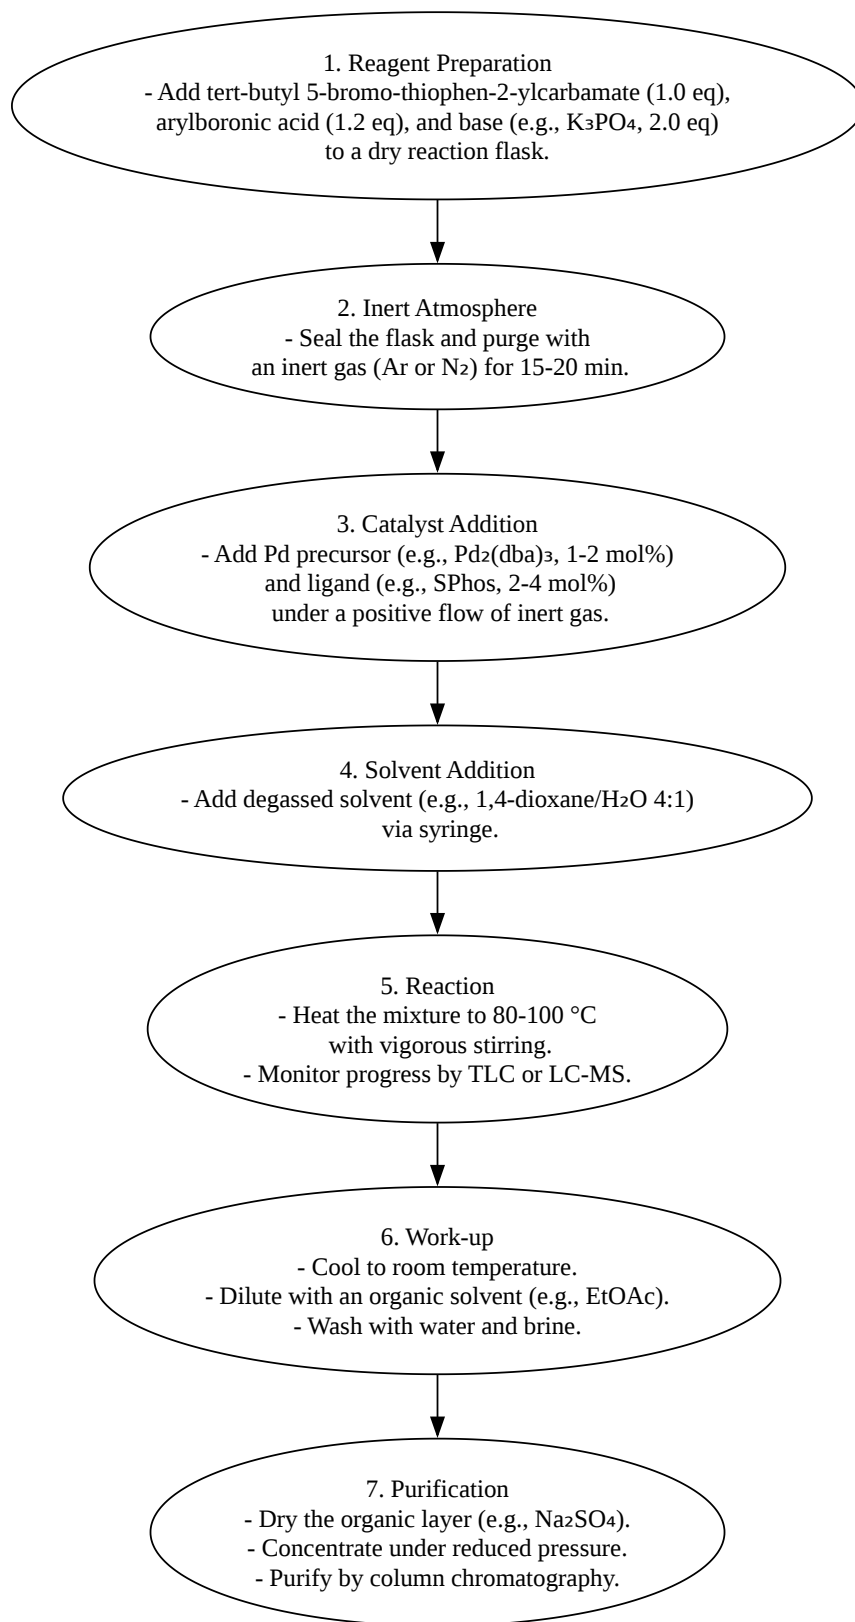 1. Reagent Preparation
- Add tert-butyl 5-bromo-thiophen-2-ylcarbamate (1.0 eq),
arylboronic acid (1.2 eq), and base (e.g., K₃PO₄, 2.0 eq)
to a dry reaction flask.
2. Inert Atmosphere
- Seal the flask and purge with
an inert gas (Ar or N₂) for 15-20 min.
3. Catalyst Addition
- Add Pd precursor (e.g., Pd₂(dba)₃, 1-2 mol%)
and ligand (e.g., SPhos, 2-4 mol%)
under a positive flow of inert gas.
4. Solvent Addition
- Add degassed solvent (e.g., 1,4-dioxane/H₂O 4:1)
via syringe.
5. Reaction
- Heat the mixture to 80-100 °C
with vigorous stirring.
- Monitor progress by TLC or LC-MS.
6. Work-up
- Cool to room temperature.
- Dilute with an organic solvent (e.g., EtOAc).
- Wash with water and brine.
7. Purification
- Dry the organic layer (e.g., Na₂SO₄).
- Concentrate under reduced pressure.
- Purify by column chromatography.